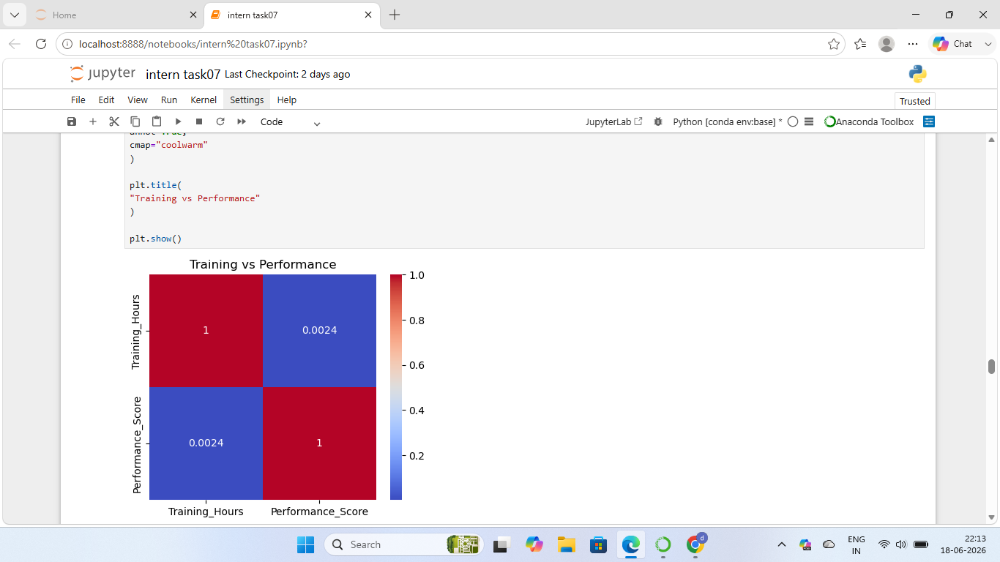 Home
intern task07
localhost:8888/notebooks/intern%20task07.ipynb?
Chat
jupyter intern task07 Last Checkpoint: 2 days ago
File Edit View Run Kernel Settings Help
Trusted
Code
JupyterLab
Python [conda env:base] *
Anaconda Toolbox
cmap="coolwarm"
)
plt.title(
"Training vs Performance"
)
plt.show()
Training vs Performance
Training_Hours
Performance_Score
1
0.0024
0.0024
1
Training_Hours
Performance_Score
1.0
0.8
0.6
0.4
0.2
Search
d
ENG
IN
22:13
18-06-2026